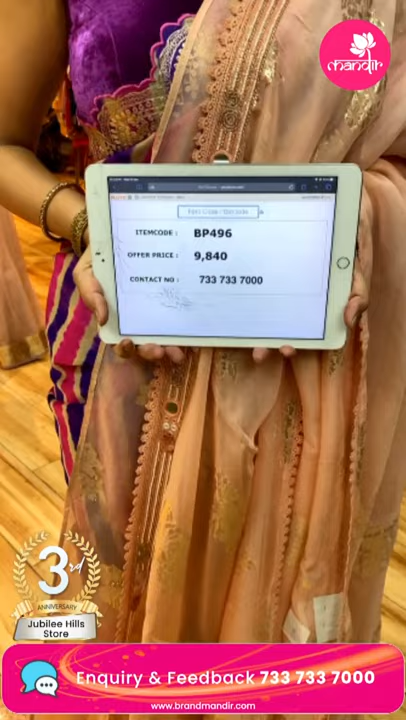 mandir
ITEMCODE : BP496
OFFER PRICE : 9,840
CONTACT NO : 733 733 7000
3rd
ANNIVERSARY
Jubilee Hills
Store
Enquiry & Feedback 733 733 7000
www.brandmandir.com